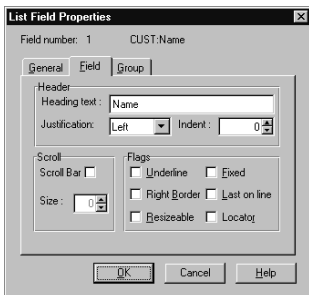 List Field Properties
Field number: 1 CUST:Name
General Field Group
Header
Heading text : Name
Justification: Left Indent : 0
Scroll
Scroll Bar
Size : 0
Flags
Underline Fixed
Right Border Last on line
Resizeable Locator
OK Cancel Help